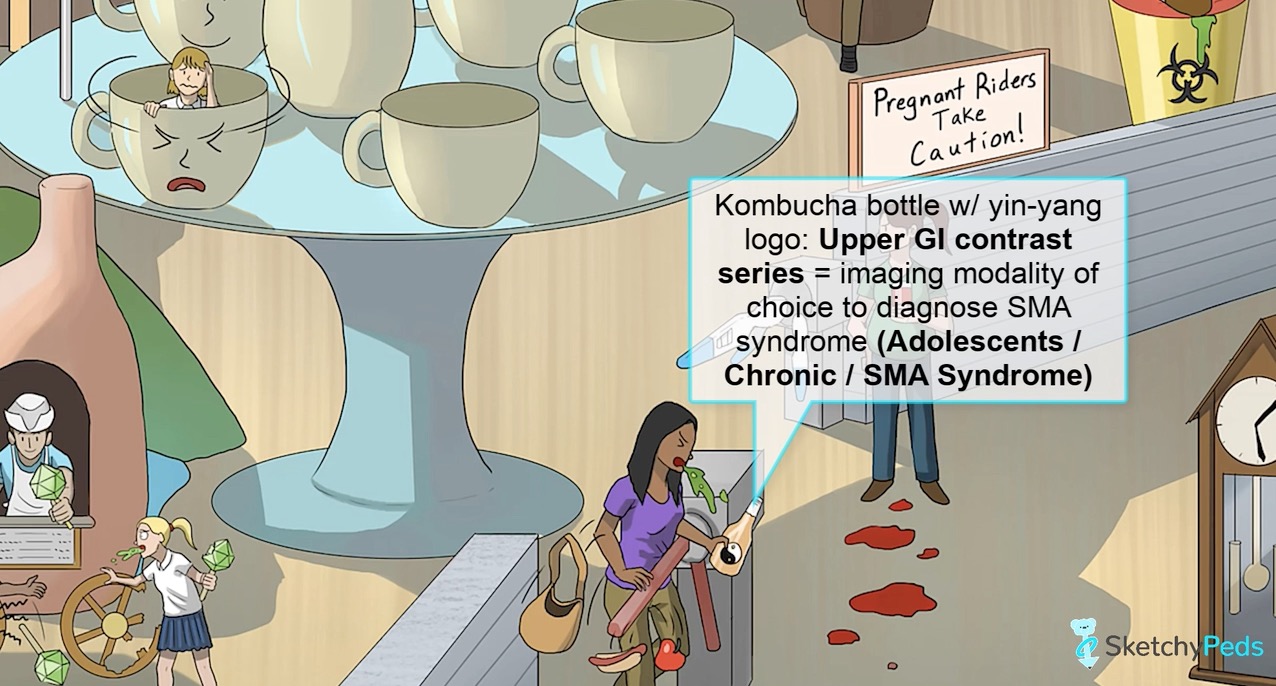 Pregnant Riders
Take
Caution!
Kombucha bottle w/ yin-yang
logo: Upper GI contrast
series = imaging modality of
choice to diagnose SMA
syndrome (Adolescents /
Chronic / SMA Syndrome)
SketchyPeds